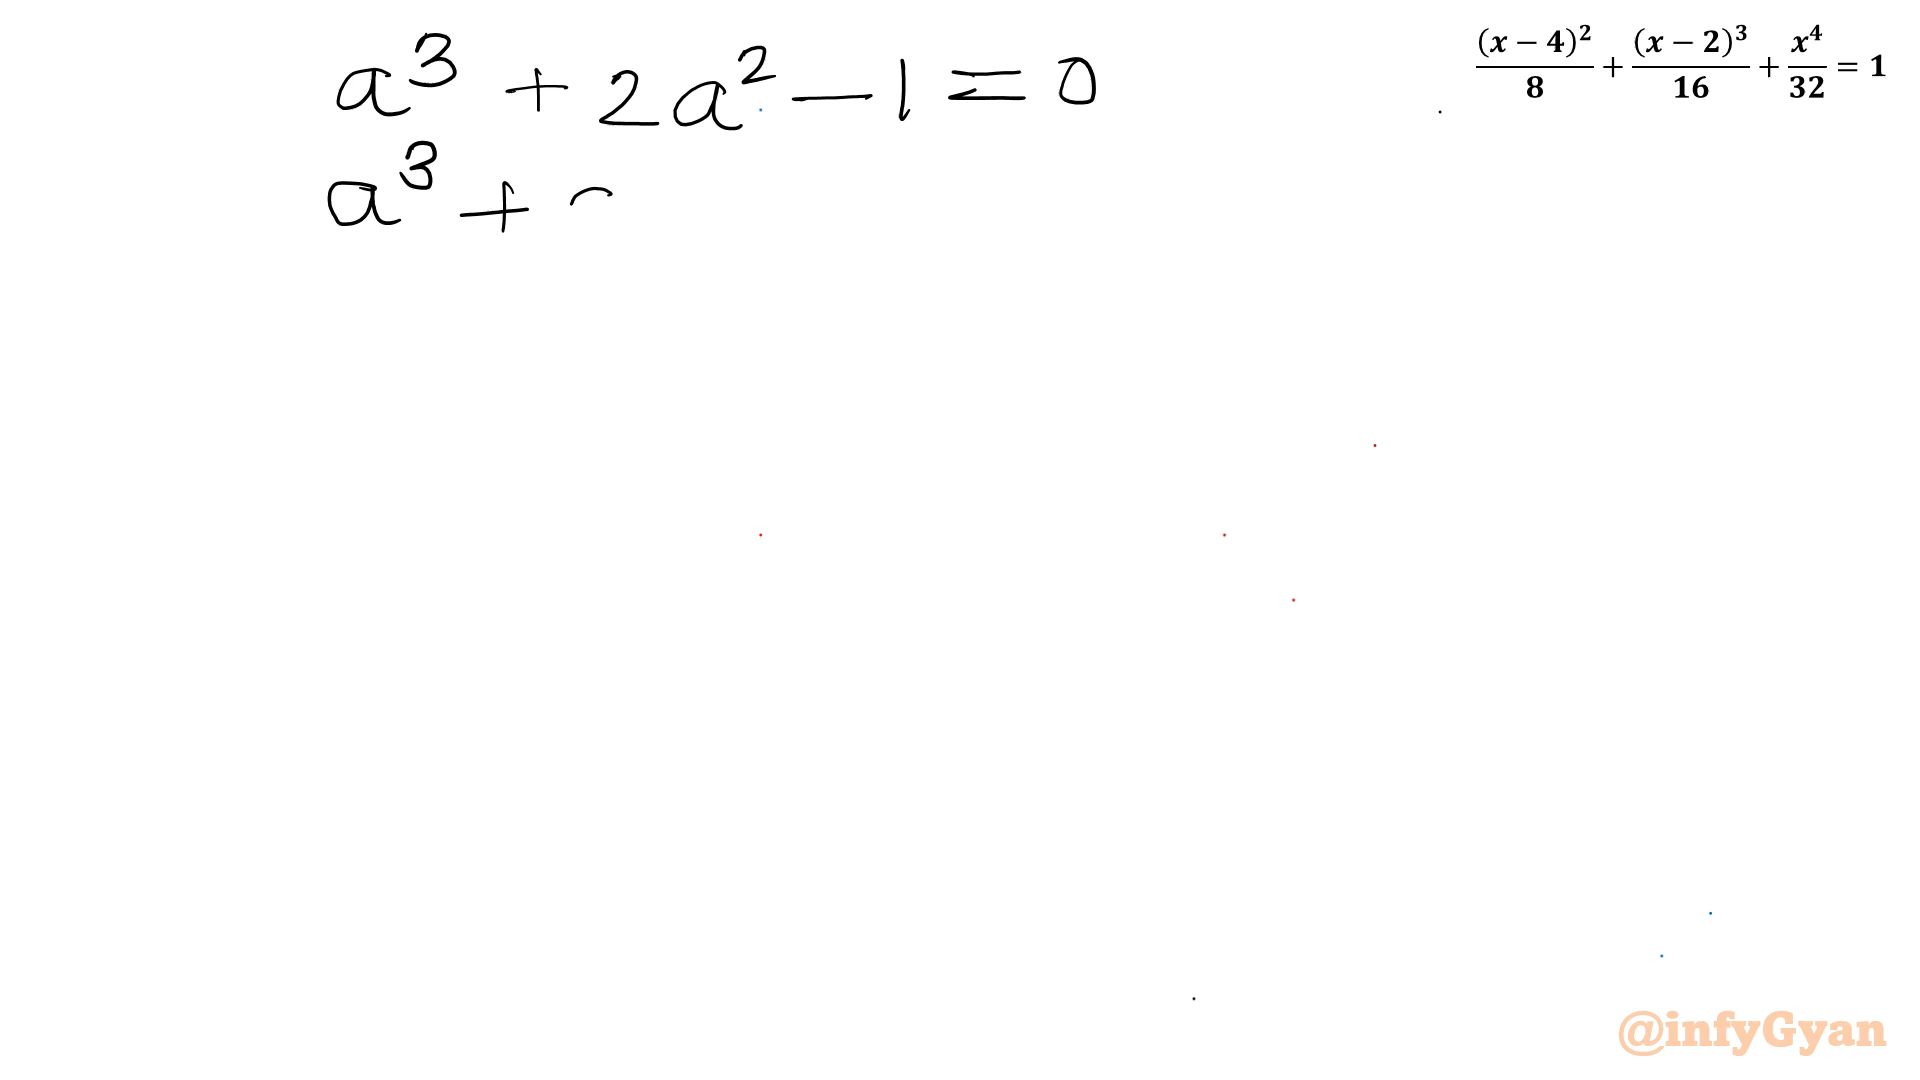 a³ + 2a² − 1 = 0
a³ +
(x − 4)²/8 + (x − 2)³/16 + x⁴/32 = 1
@infyGyan